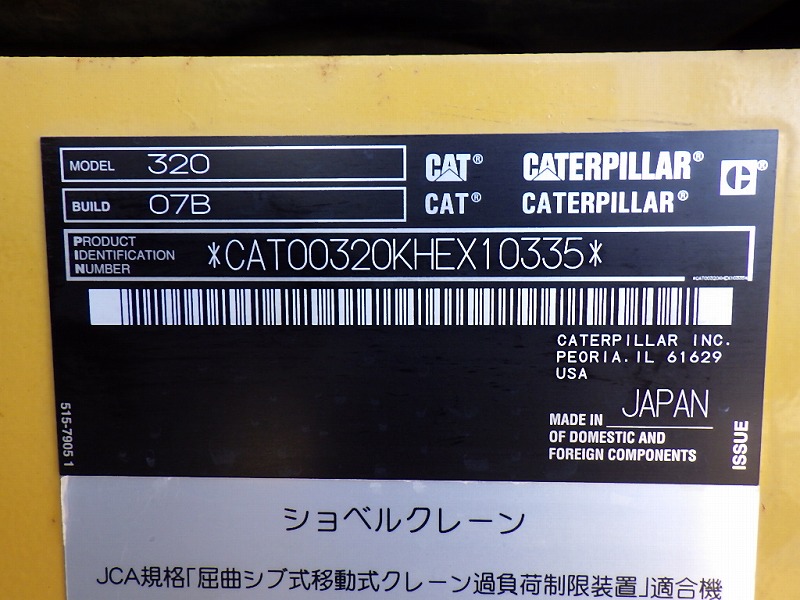 MODEL 320 CAT® CATERPILLAR®
BUILD 07B CAT® CATERPILLAR®
PRODUCT
IDENTIFICATION
NUMBER
*CAT00320KHEX10335*
*CAT00320KHEX10335*
CATERPILLAR INC.
PEORIA, IL 61629
USA
MADE IN JAPAN
OF DOMESTIC AND
FOREIGN COMPONENTS
ISSUE
515-7905 1
ショベルクレーン
JCA規格「屈曲シブ式移動式クレーン過負荷制限装置」適合機